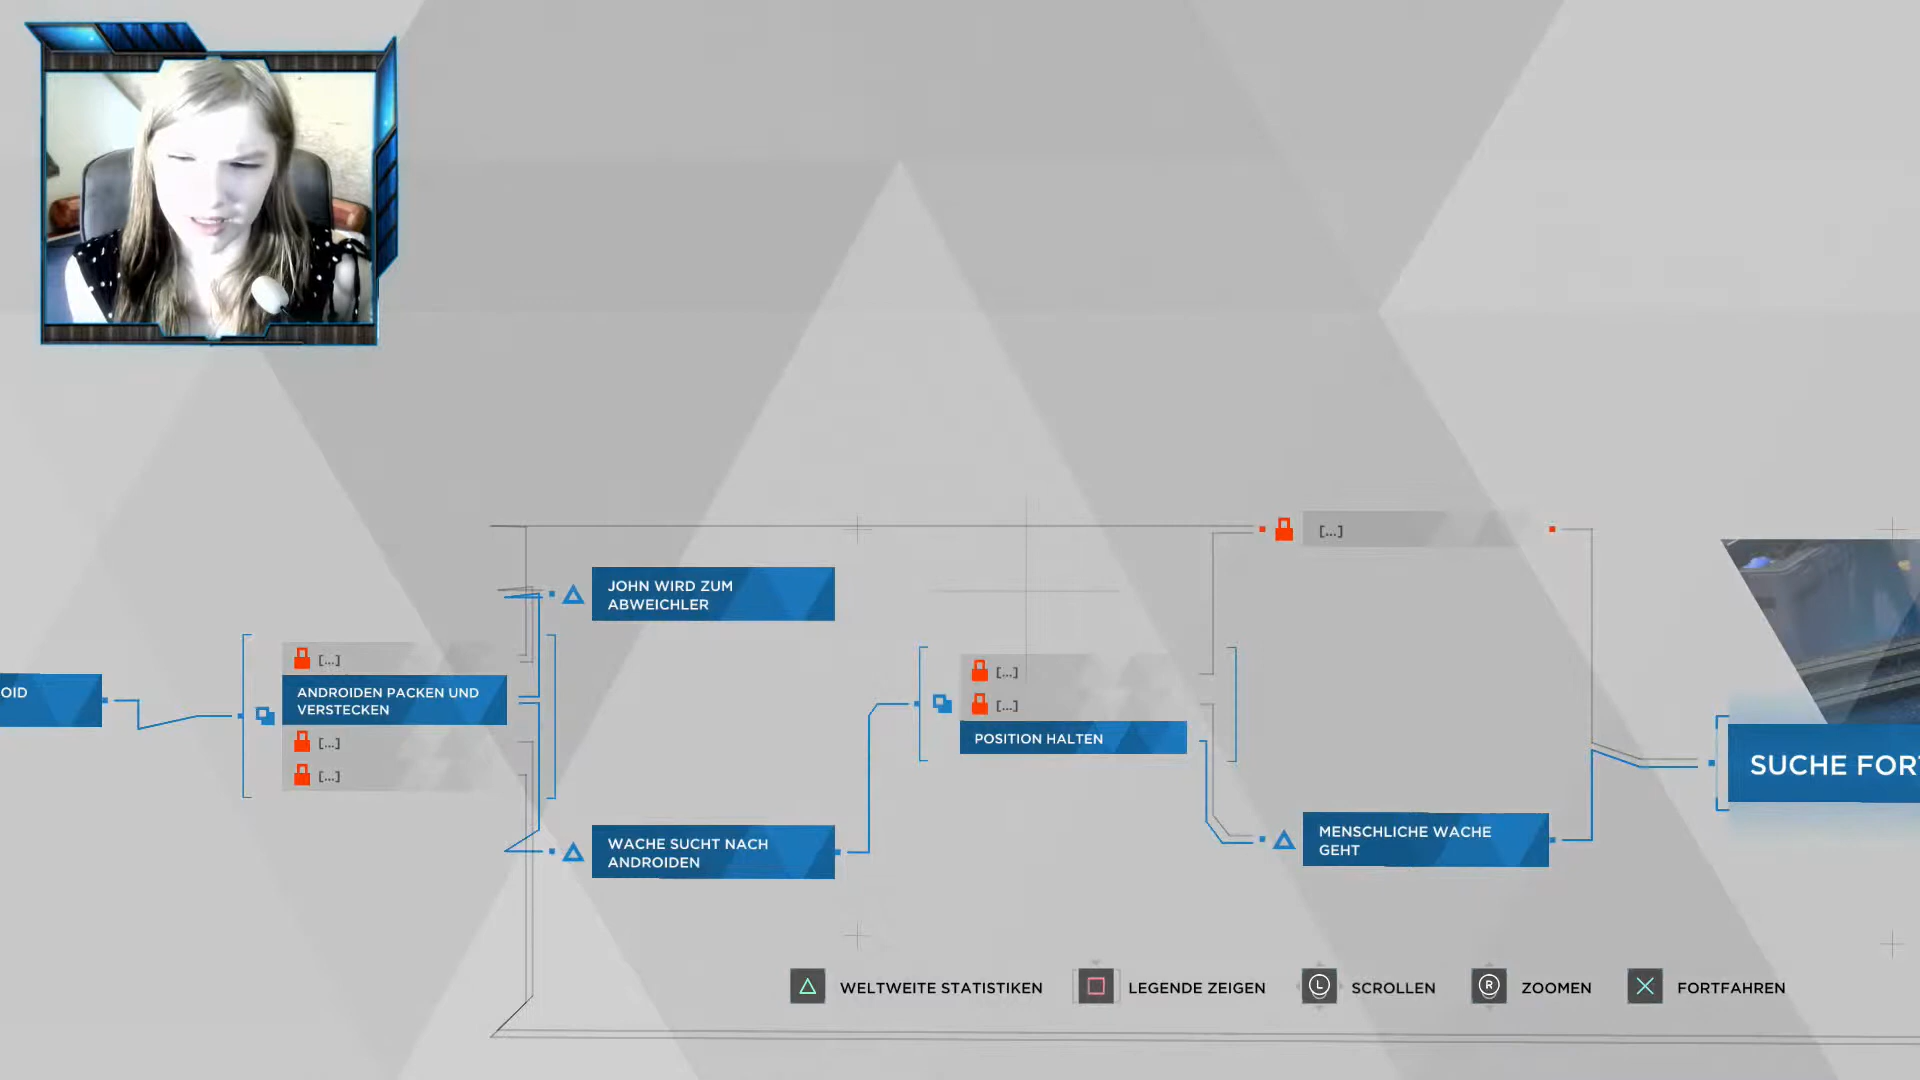 [...]
JOHN WIRD ZUM
ABWEICHLER
[...]
OID
ANDROIDEN PACKEN UND
VERSTECKEN
[...]
[...]
[...]
[...]
POSITION HALTEN
SUCHE FOR
WACHE SUCHT NACH
ANDROIDEN
MENSCHLICHE WACHE
GEHT
WELTWEITE STATISTIKEN
LEGENDE ZEIGEN
L
SCROLLEN
R
ZOOMEN
FORTFAHREN